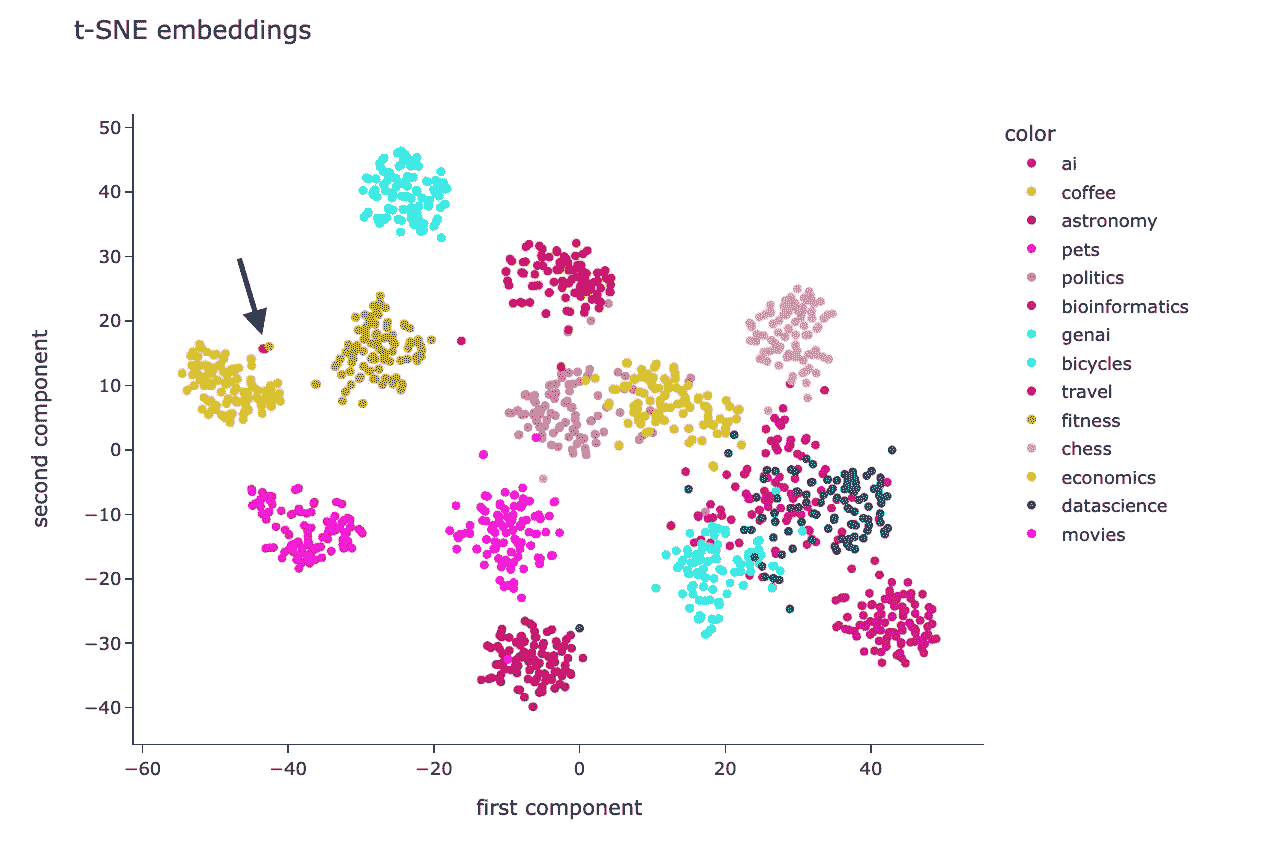 t-SNE embeddings
color
ai
coffee
astronomy
pets
politics
bioinformatics
genai
bicycles
travel
fitness
chess
economics
datascience
movies
second component
50
40
30
20
10
0
−10
−20
−30
−40
−60
−40
−20
0
20
40
first component